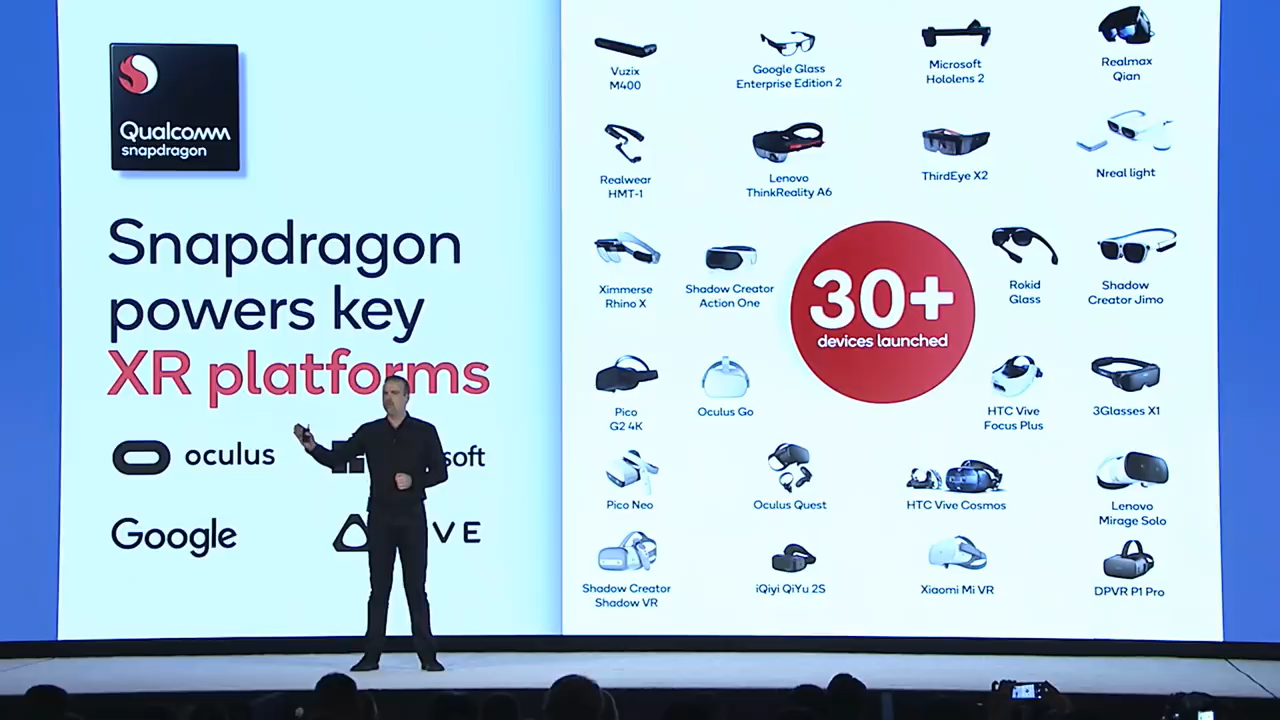 Qualcomm
snapdragon
Snapdragon
powers key
XR platforms
oculus
soft
Google
VE
Vuzix
M400
Google Glass
Enterprise Edition 2
Microsoft
Hololens 2
Realmax
Qian
Realwear
HMT-1
Lenovo
ThinkReality A6
ThirdEye X2
Nreal light
Ximmerse
Rhino X
Shadow Creator
Action One
30+
devices launched
Rokid
Glass
Shadow
Creator Jimo
Pico
G2 4K
Oculus Go
HTC Vive
Focus Plus
3Glasses X1
Pico Neo
Oculus Quest
HTC Vive Cosmos
Lenovo
Mirage Solo
Shadow Creator
Shadow VR
iQiyi QiYu 2S
Xiaomi Mi VR
DPVR P1 Pro